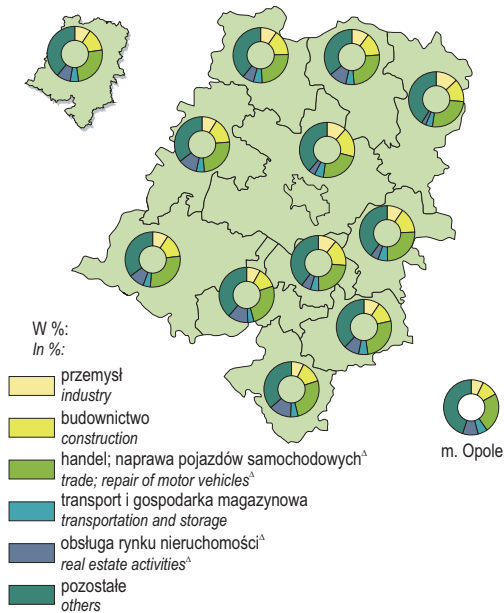 W %:
In %:
przemysł
industry
budownictwo
construction
handel; naprawa pojazdów samochodowych^Δ
trade; repair of motor vehicles^Δ
transport i gospodarka magazynowa
transportation and storage
obsługa rynku nieruchomości^Δ
real estate activities^Δ
pozostałe
others
m. Opole